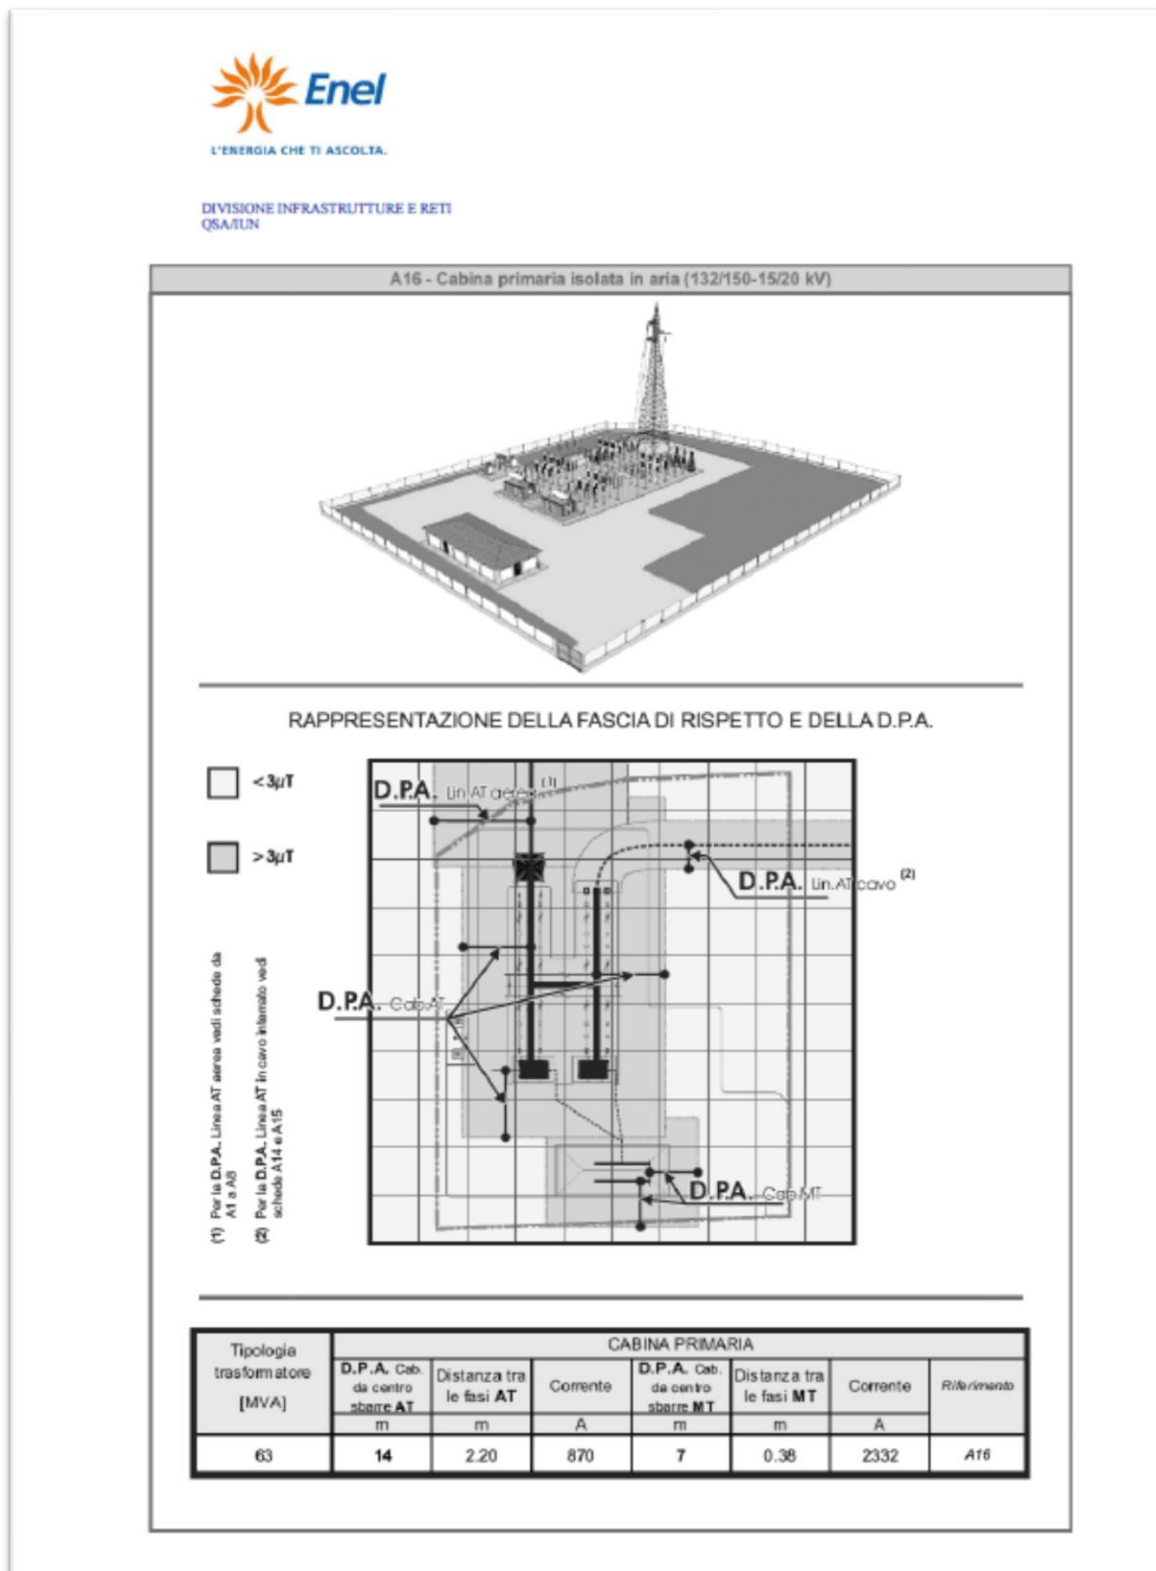 Enel
L'ENERGIA CHE TI ASCOLTA.
DIVISIONE INFRASTRUTTURE E RETI
QSA/IUN
A16 - Cabina primaria isolata in aria (132/150-15/20 kV)
RAPPRESENTAZIONE DELLA FASCIA DI RISPETTO E DELLA D.P.A.
<3µT
>3µT
D.P.A. Lin.AT aerea (1)
D.P.A. Lin.AT cavo (2)
D.P.A. Cab.AT
D.P.A. Cab.MT
(1) Per la D.P.A. Linea AT aerea vedi schede da
A1 a A8
(2) Per la D.P.A. Linea AT in cavo interrato vedi
schede A14 e A15
Tipologia
trasformatore
[MVA]
CABINA PRIMARIA
D.P.A. Cab.
da centro
sbarre AT
Distanza tra
le fasi AT
Corrente
D.P.A. Cab.
da centro
sbarre MT
Distanza tra
le fasi MT
Corrente
Riferimento
m m A m m A
63 14 2.20 870 7 0.38 2332 A16